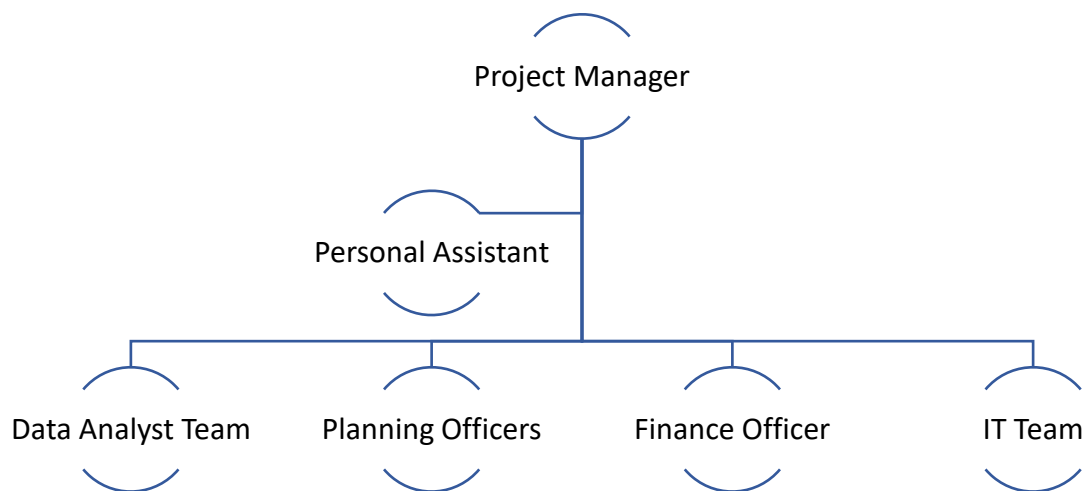 Project Manager
Personal Assistant
Data Analyst Team
Planning Officers
Finance Officer
IT Team